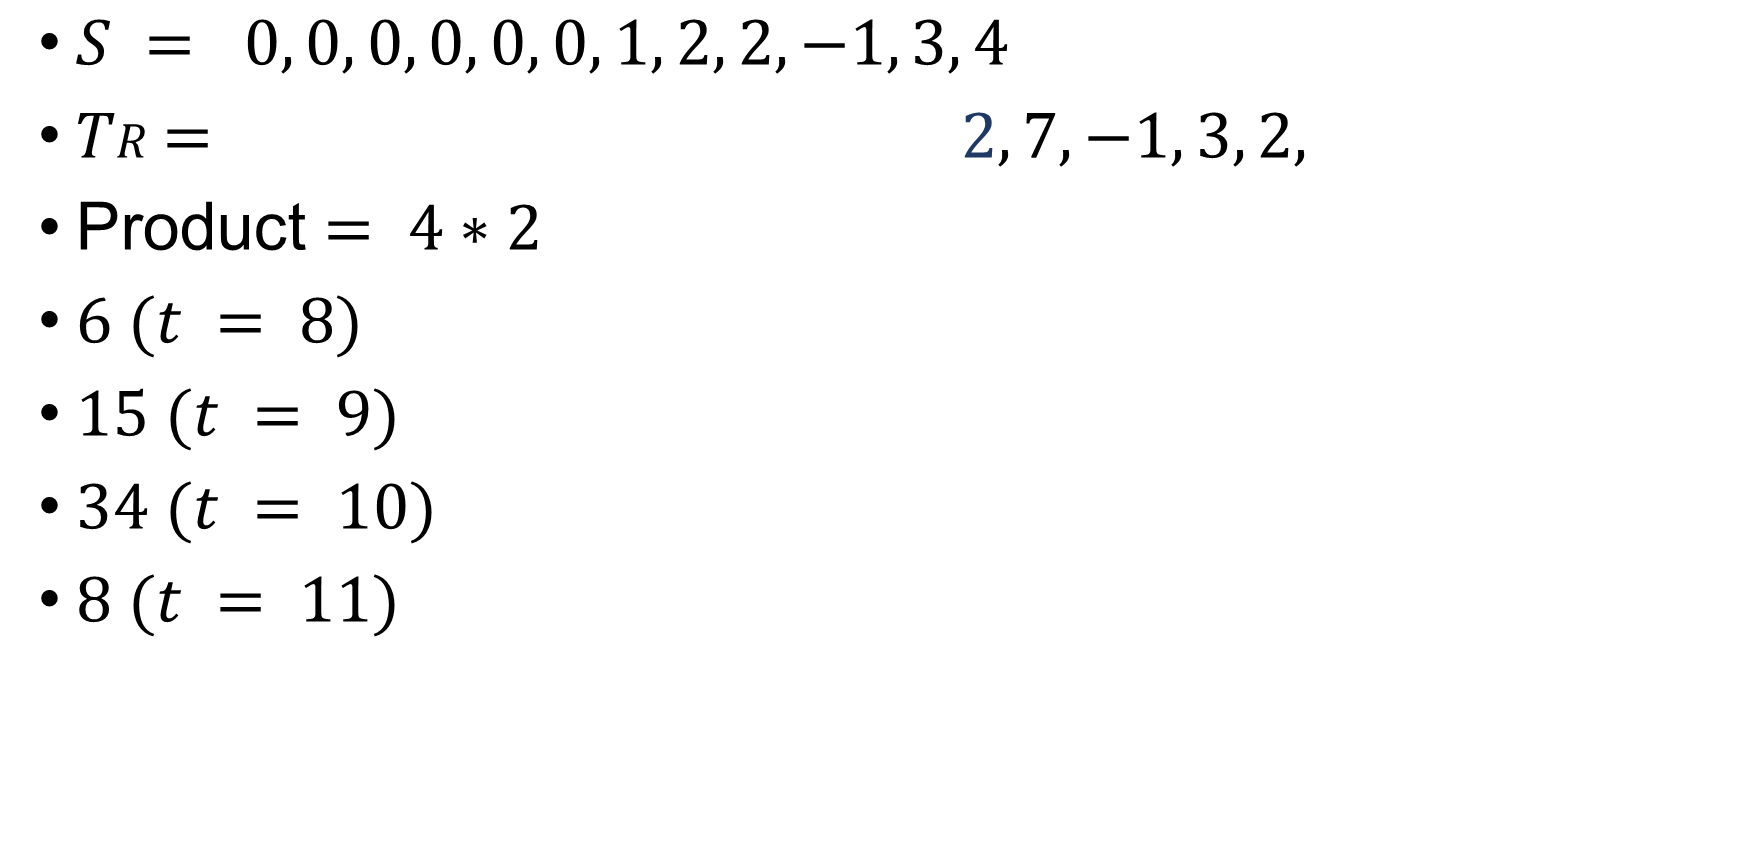 • S = 0, 0, 0, 0, 0, 0, 1, 2, 2, −1, 3, 4
• TR = 2, 7, −1, 3, 2,
• Product = 4 ∗ 2
• 6 (t = 8)
• 15 (t = 9)
• 34 (t = 10)
• 8 (t = 11)